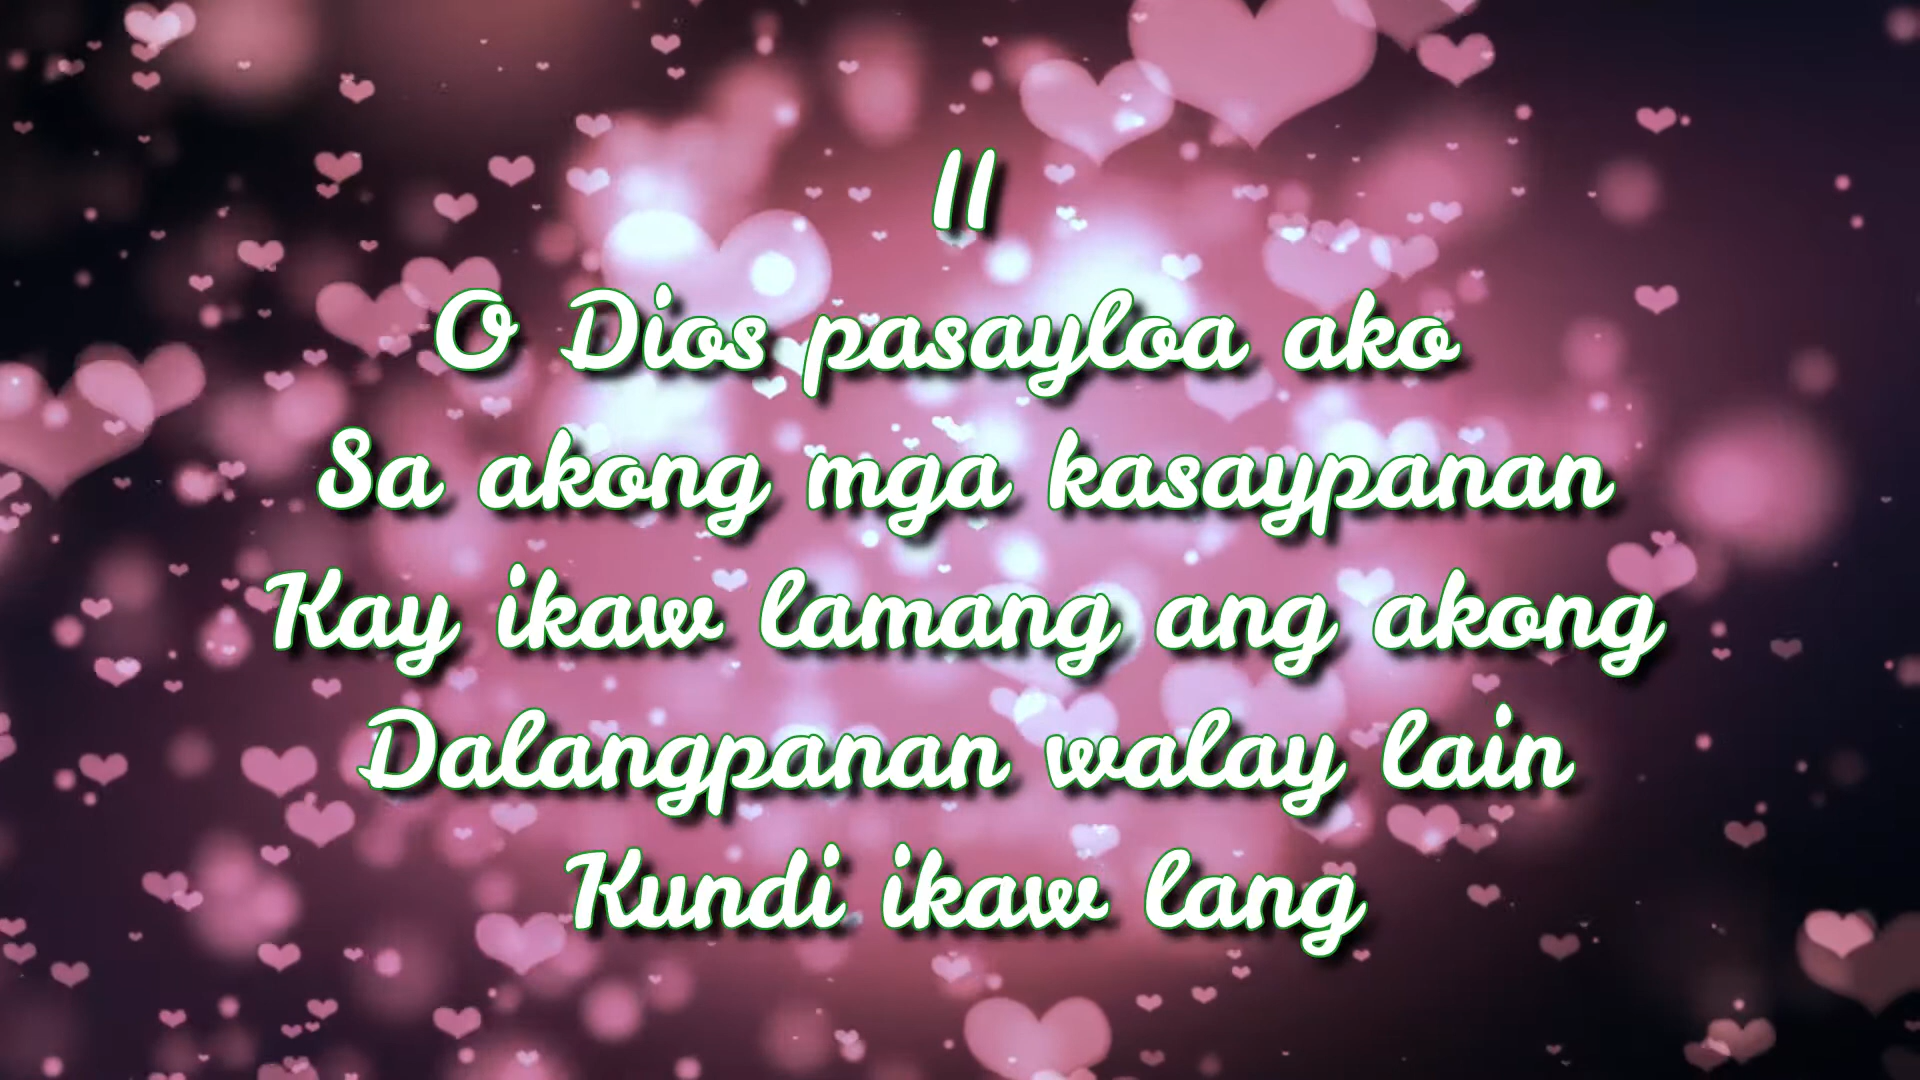 II
O Dios pasayloa ako
Sa akong mga kasaypanan
Kay ikaw lamang ang akong
Dalangpanan walay lain
Kundi ikaw lang